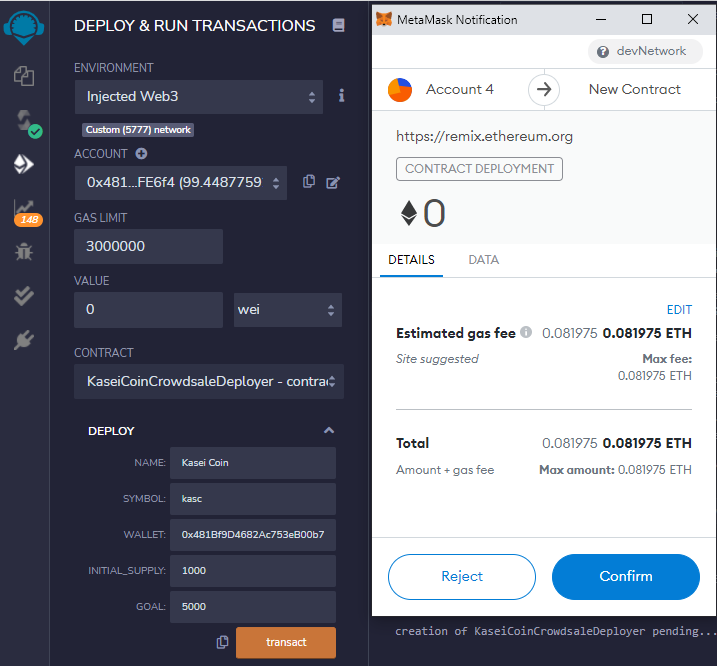 DEPLOY & RUN TRANSACTIONS
ENVIRONMENT
Injected Web3
Custom (5777) network
ACCOUNT
0x481...FE6f4 (99.4487759
GAS LIMIT
3000000
VALUE
0
wei
CONTRACT
KaseiCoinCrowdsaleDeployer - contrac
DEPLOY
NAME: Kasei Coin
SYMBOL: kasc
WALLET: 0x481Bf9D4682Ac753eB00b7
INITIAL_SUPPLY: 1000
GOAL: 5000
transact
148
MetaMask Notification
devNetwork
Account 4
New Contract
https://remix.ethereum.org
CONTRACT DEPLOYMENT
0
DETAILS
DATA
EDIT
Estimated gas fee 0.081975 0.081975 ETH
Site suggested
Max fee:
0.081975 ETH
Total 0.081975 0.081975 ETH
Amount + gas fee Max amount: 0.081975 ETH
Reject
Confirm
creation of KaseiCoinCrowdsaleDeployer pending...